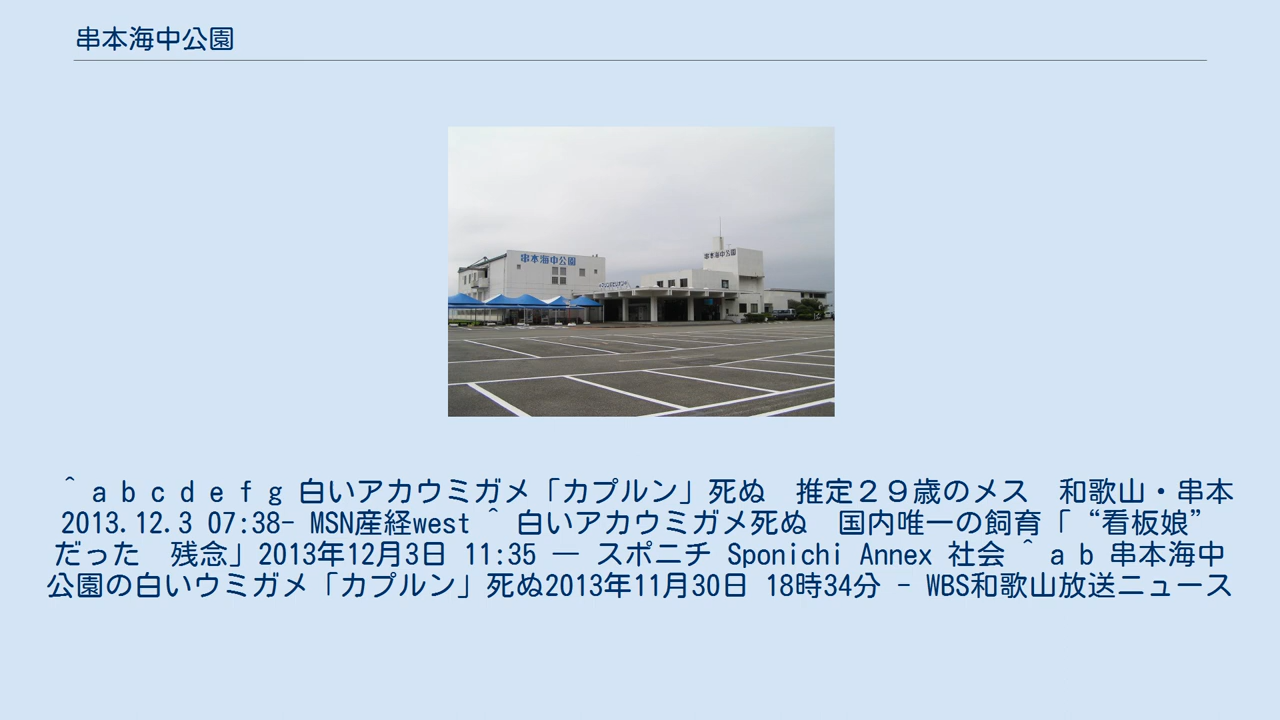 串本海中公園
串本海中公園
串本海中公園
＾ a b c d e f g 白いアカウミガメ「カプルン」死ぬ　推定２９歳のメス　和歌山・串本
2013.12.3 07:38- MSN産経west ＾ 白いアカウミガメ死ぬ　国内唯一の飼育「“看板娘”
だった　残念」2013年12月3日 11:35 ― スポニチ Sponichi Annex 社会 ＾ a b 串本海中
公園の白いウミガメ「カプルン」死ぬ2013年11月30日 18時34分 - WBS和歌山放送ニュース